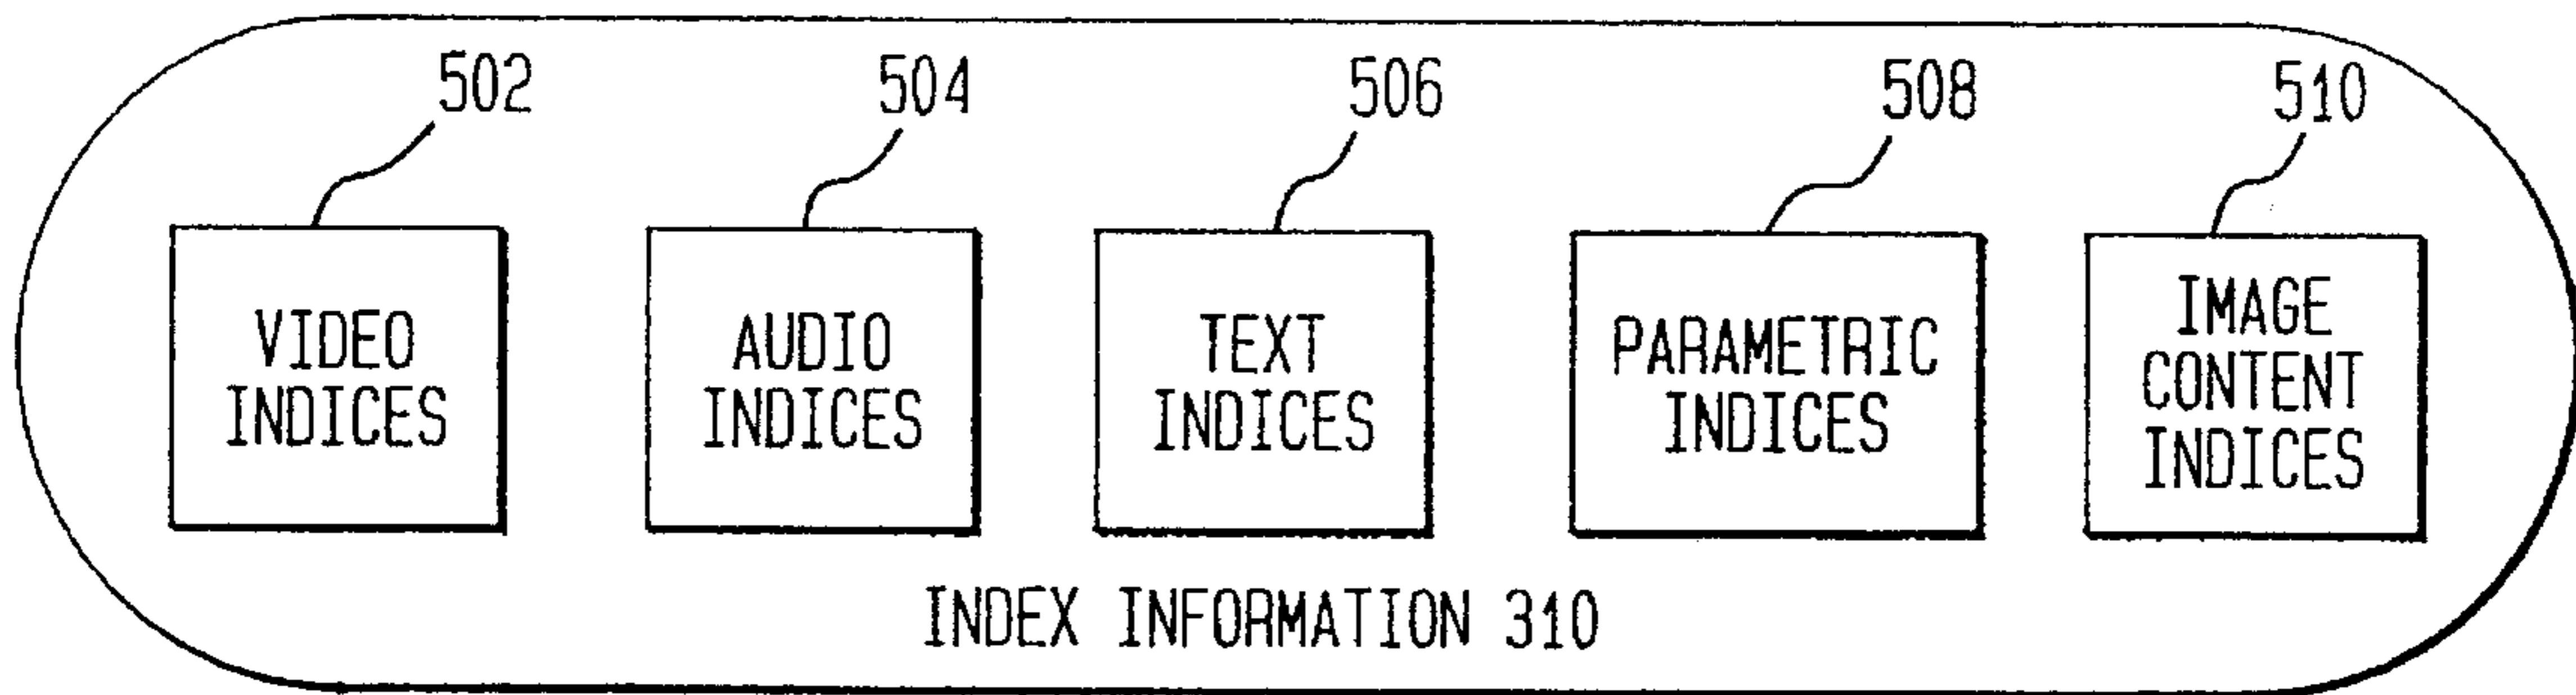 502
504
506
508
510
VIDEO
INDICES
AUDIO
INDICES
TEXT
INDICES
PARAMETRIC
INDICES
IMAGE
CONTENT
INDICES
INDEX INFORMATION 310